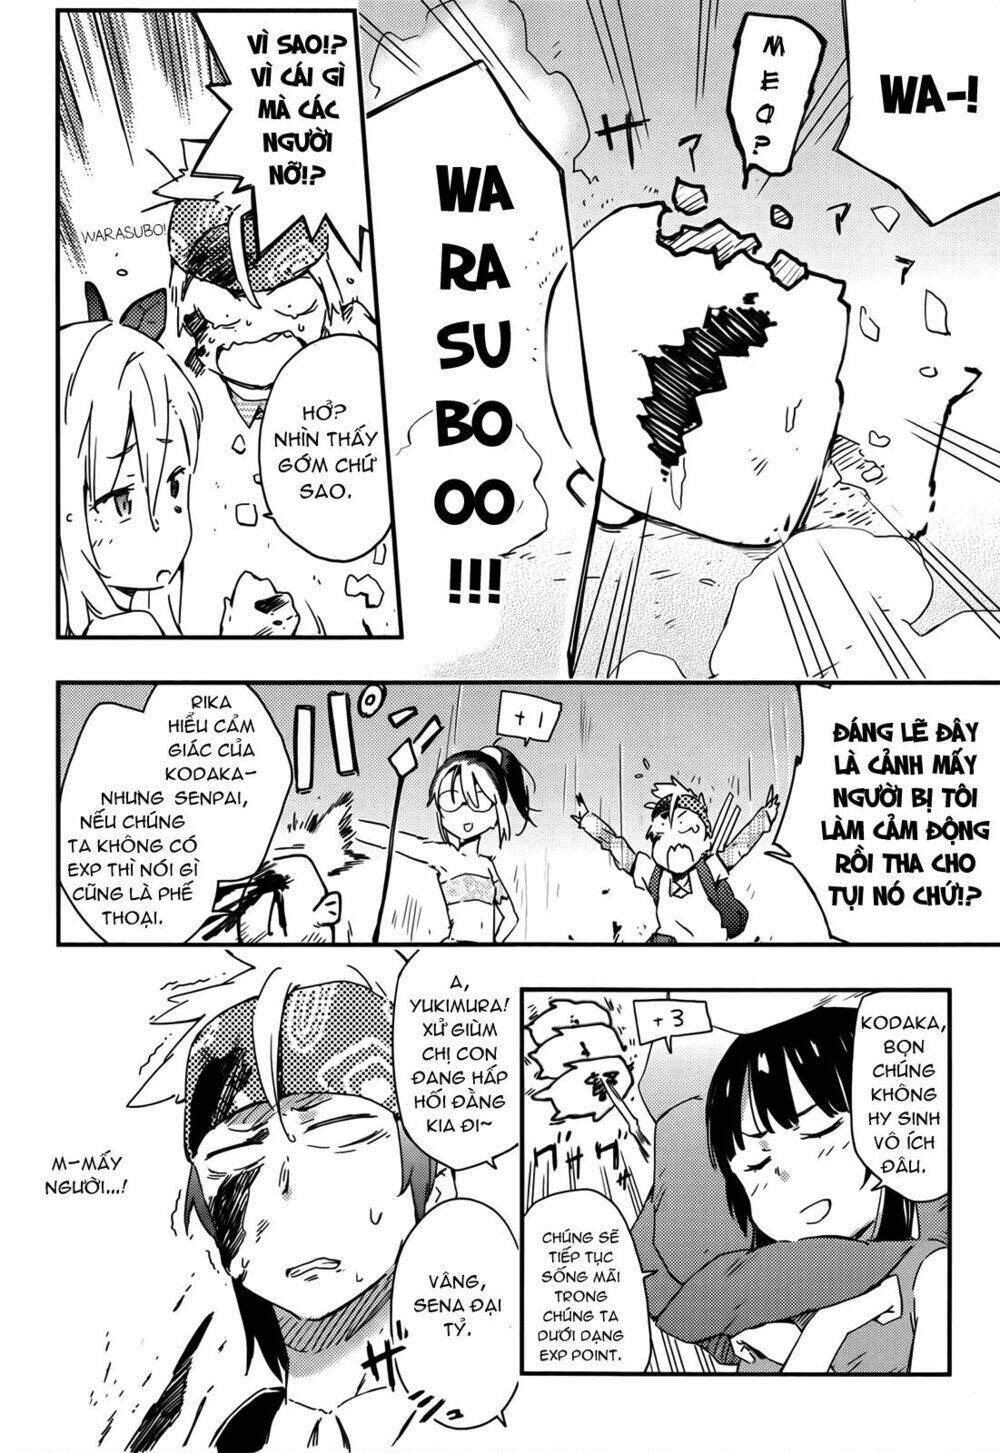 WA-!
MEO?
WA
RA
SU
BO
OO
!!!
VÌ SAO!?
VÌ CÁI GÌ
MÀ CÁC
NGƯỜI
NỠ!?
WARASUBO!
HỞ?
NHÌN THẤY
GỚM CHỨ
SAO.
ĐÁNG LẼ ĐÂY
LÀ CẢNH MẤY
NGƯỜI BỊ TÔI
LÀM CẢM ĐỘNG
RỒI THA CHO
TỤI NÓ CHỨ!?
+1
RIKA
HIỂU CẢM
GIÁC CỦA
KODAKA-
NHƯNG SENPAI,
NẾU CHÚNG
TA KHÔNG CÓ
EXP THÌ NÓI GÌ
CŨNG LÀ PHẾ
THOẠI.
KODAKA,
BỌN
CHÚNG
KHÔNG
HY SINH
VÔ ÍCH
ĐÂU.
+3
CHÚNG SẼ
TIẾP TỤC
SỐNG MÃI
TRONG
CHÚNG TA
DƯỚI DẠNG
EXP POINT.
A,
YUKIMURA!
XỬ GIÙM
CHỊ CON
ĐANG HẤP
HỐI ĐẰNG
KIA ĐI~
VÂNG,
SENA ĐẠI
TỶ.
M-MẤY
NGƯỜI...!